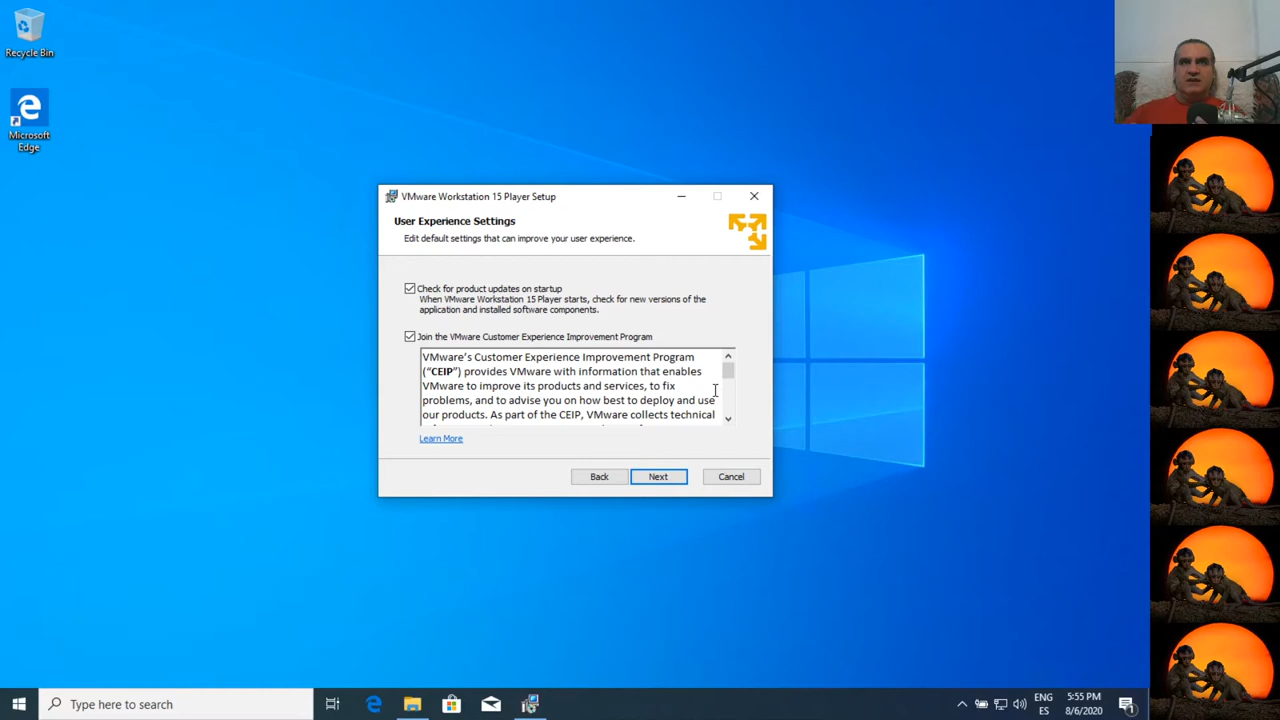 Recycle Bin
Microsoft
Edge
VMware Workstation 15 Player Setup
User Experience Settings
Edit default settings that can improve your user experience.
Check for product updates on startup
When VMware Workstation 15 Player starts, check for new versions of the
application and installed software components.
Join the VMware Customer Experience Improvement Program
VMware's Customer Experience Improvement Program
("CEIP") provides VMware with information that enables
VMware to improve its products and services, to fix
problems, and to advise you on how best to deploy and use
our products. As part of the CEIP, VMware collects technical
Learn More
Back
Next
Cancel
Type here to search
ENG
ES
5:55 PM
8/6/2020
1